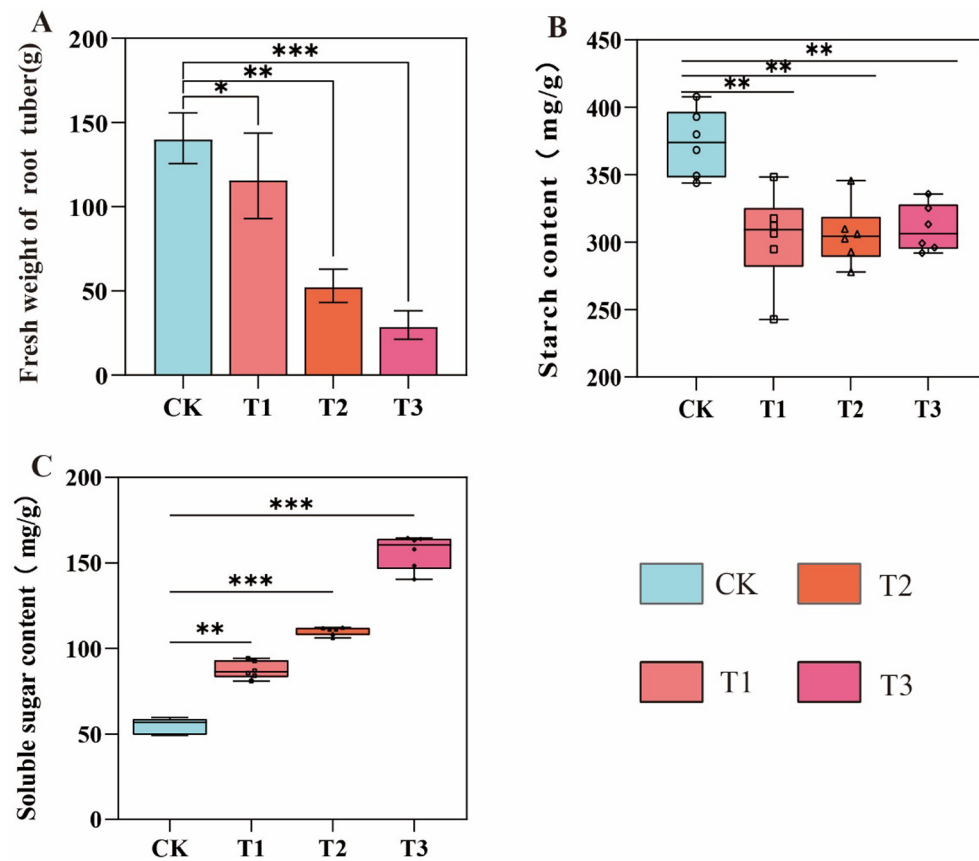 A
Fresh weight of root tuber(g)
200
150
100
50
0
***
**
*
CK T1 T2 T3
B
Starch content ( mg/g)
450
400
350
300
250
200
**
**
**
CK T1 T2 T3
C
Soluble sugar content ( mg/g)
200
150
100
50
0
***
***
**
CK T1 T2 T3
CK T2
T1 T3